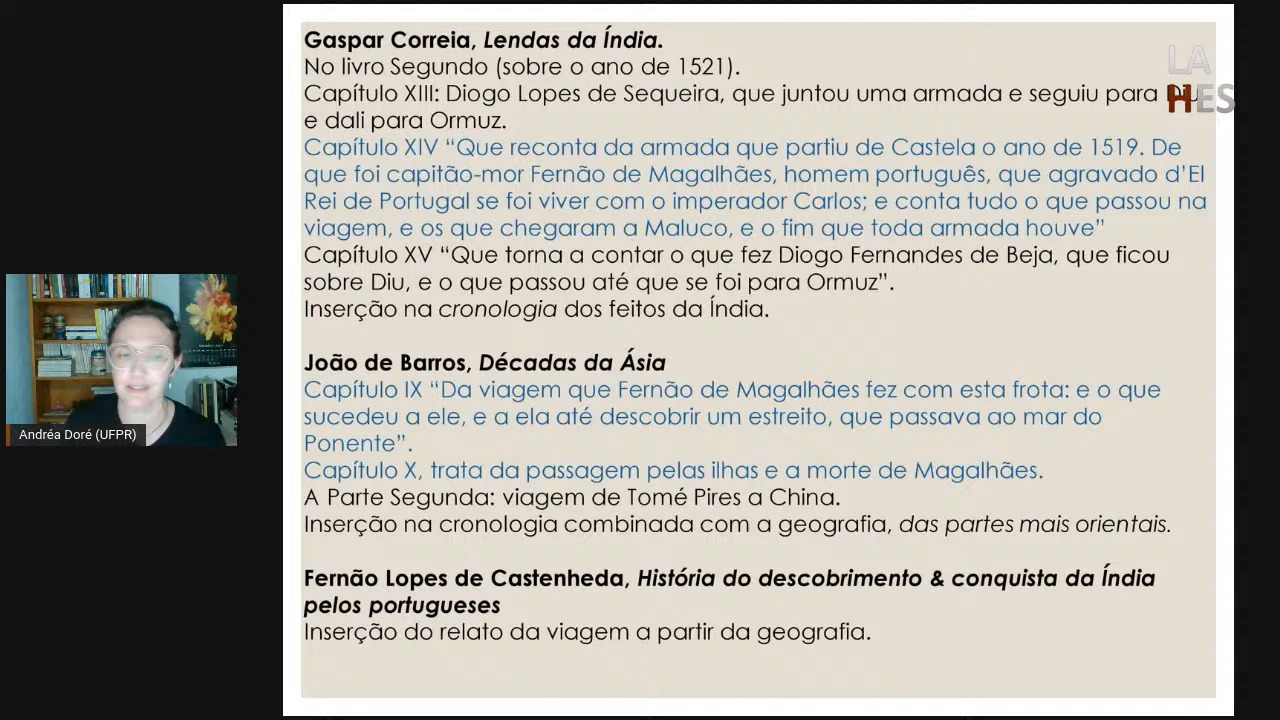 Gaspar Correia, Lendas da Índia.
No livro Segundo (sobre o ano de 1521).
Capítulo XIII: Diogo Lopes de Sequeira, que juntou uma armada e seguiu para Diu
e dali para Ormuz.
Capítulo XIV “Que reconta da armada que partiu de Castela o ano de 1519. De
que foi capitão-mor Fernão de Magalhães, homem português, que agravado d’El
Rei de Portugal se foi viver com o imperador Carlos; e conta tudo o que passou na
viagem, e os que chegaram a Maluco, e o fim que toda armada houve”
Capítulo XV “Que torna a contar o que fez Diogo Fernandes de Beja, que ficou
sobre Diu, e o que passou até que se foi para Ormuz”.
Inserção na cronologia dos feitos da Índia.
João de Barros, Décadas da Ásia
Capítulo IX “Da viagem que Fernão de Magalhães fez com esta frota: e o que
sucedeu a ele, e a ela até descobrir um estreito, que passava ao mar do
Ponente”.
Capítulo X, trata da passagem pelas ilhas e a morte de Magalhães.
A Parte Segunda: viagem de Tomé Pires a China.
Inserção na cronologia combinada com a geografia, das partes mais orientais.
Fernão Lopes de Castenheda, História do descobrimento & conquista da Índia
pelos portugueses
Inserção do relato da viagem a partir da geografia.
LA
HES
Andréa Doré (UFPR)